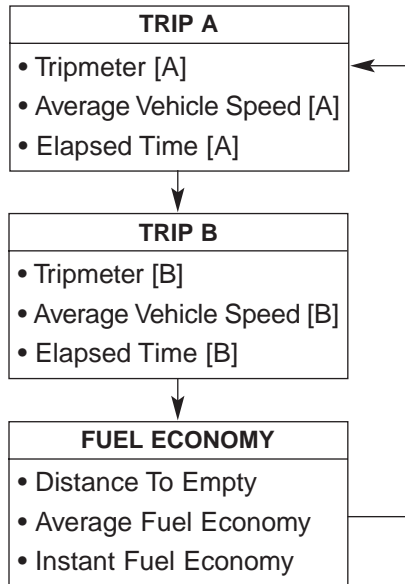 TRIP A
• Tripmeter [A]
• Average Vehicle Speed [A]
• Elapsed Time [A]
TRIP B
• Tripmeter [B]
• Average Vehicle Speed [B]
• Elapsed Time [B]
FUEL ECONOMY
• Distance To Empty
• Average Fuel Economy
• Instant Fuel Economy